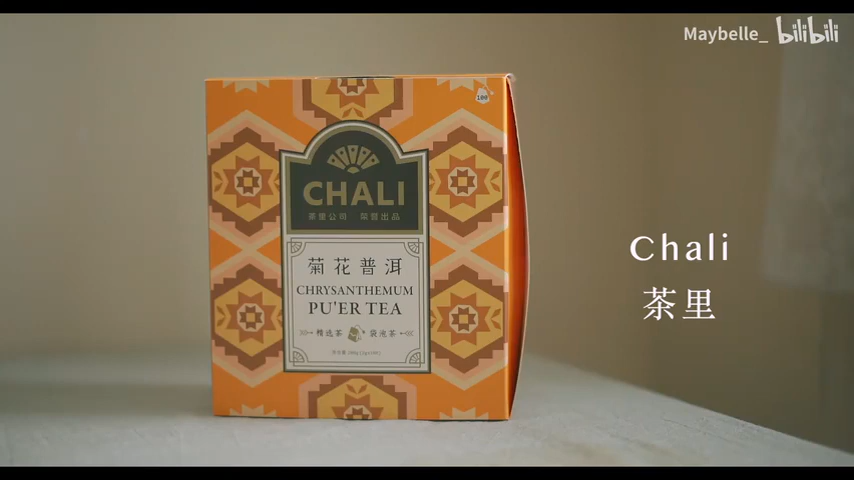 Maybelle_ bilibili
100
CHALI
茶里公司 荣誉出品
菊花普洱
CHRYSANTHEMUM
PU'ER TEA
精选茶 袋泡茶
Chali
茶里